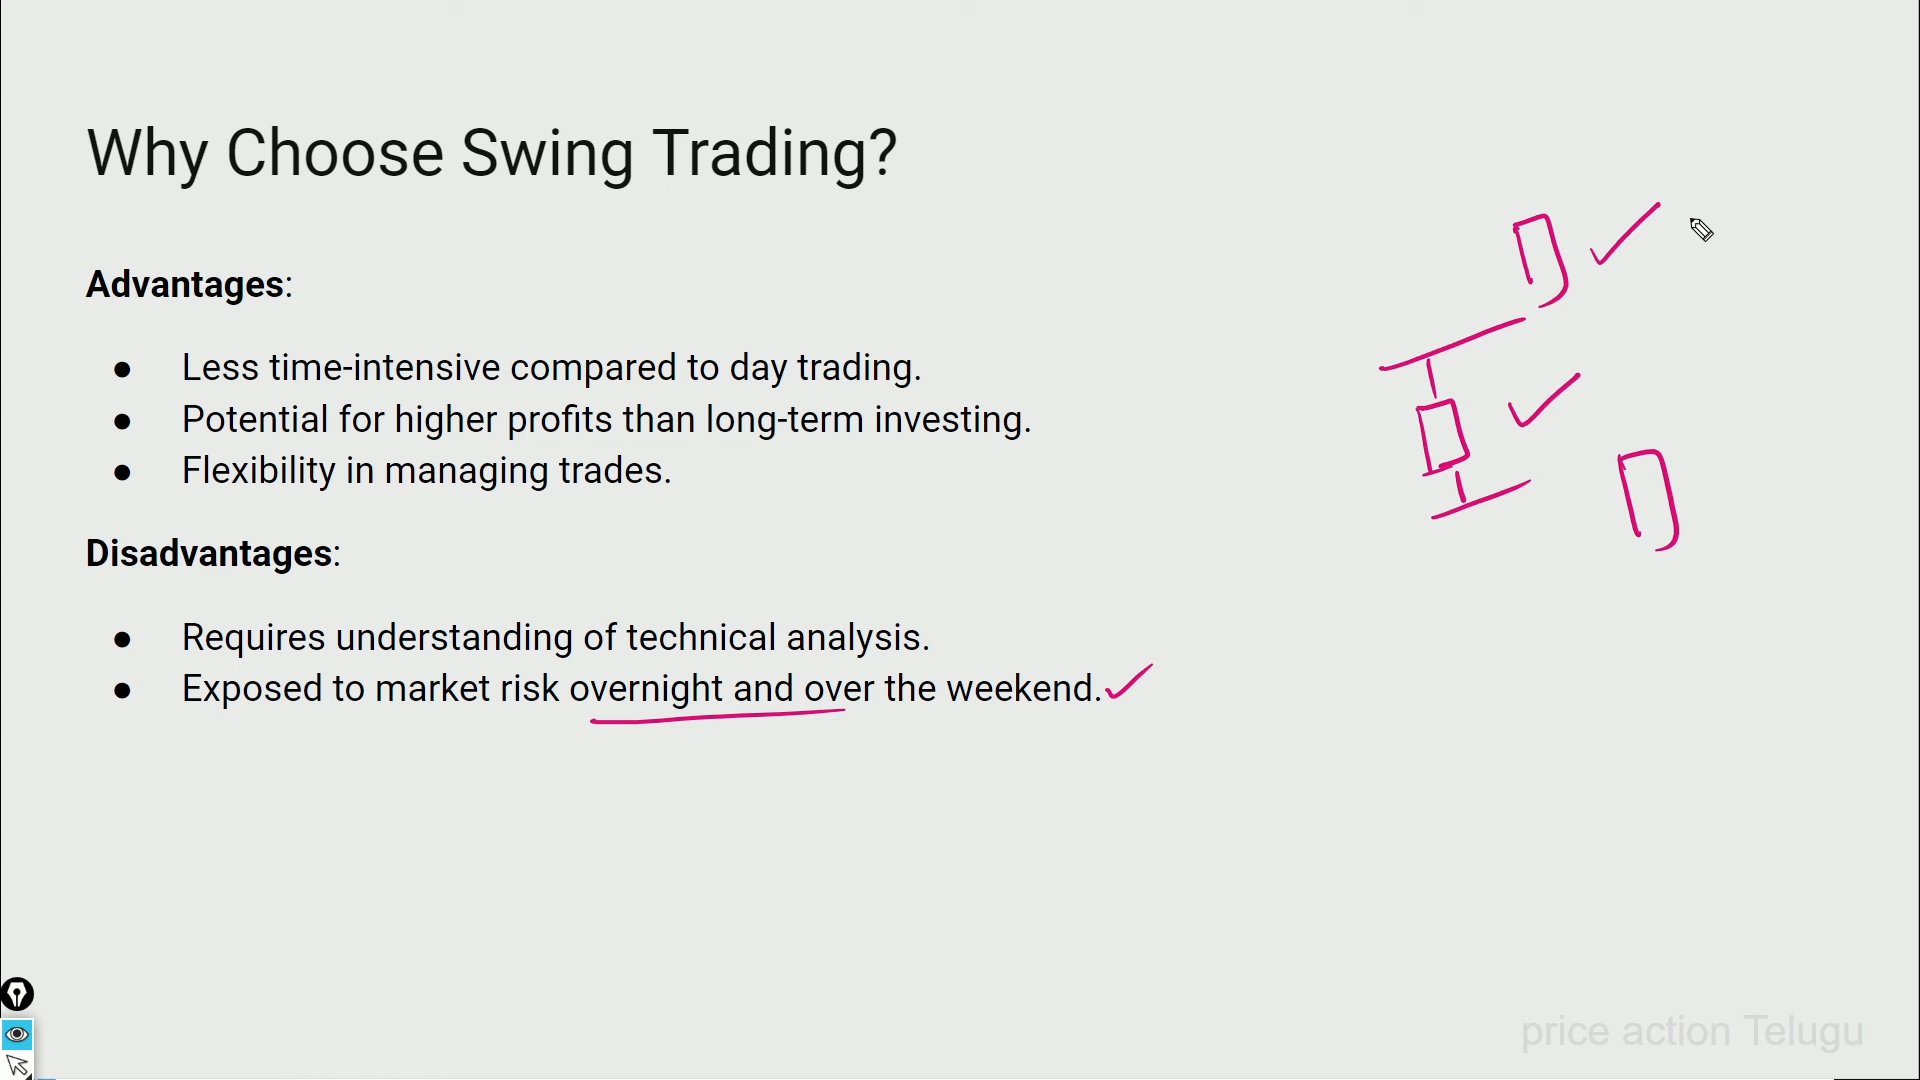 Why Choose Swing Trading?
Advantages:
● Less time-intensive compared to day trading.
● Potential for higher profits than long-term investing.
● Flexibility in managing trades.
Disadvantages:
● Requires understanding of technical analysis.
● Exposed to market risk overnight and over the weekend.
price action Telugu